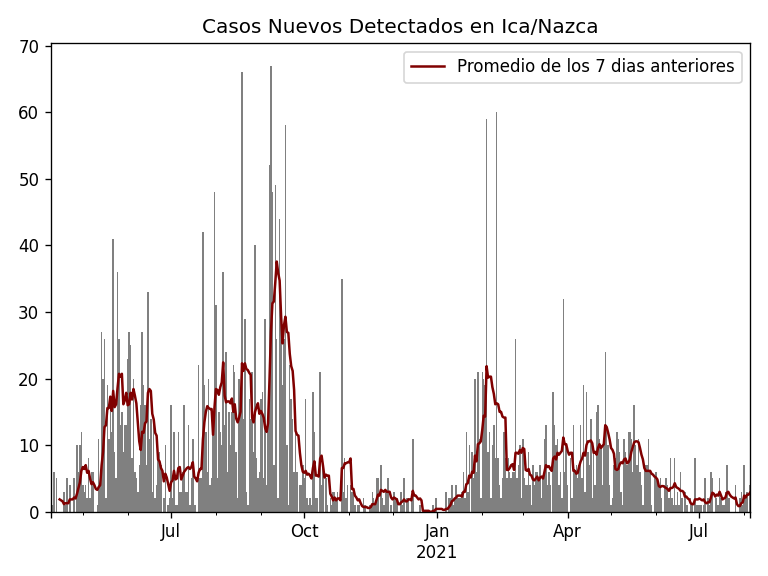 Casos Nuevos Detectados en Ica/Nazca
Promedio de los 7 dias anteriores
70
60
50
40
30
20
10
0
Jul
Oct
Jan
2021
Apr
Jul